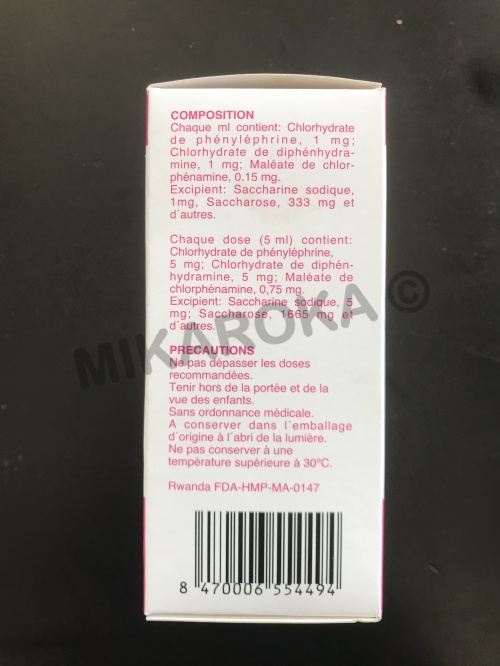 COMPOSITION
Chaque ml contient: Chlorhydrate
de phényléphrine, 1 mg;
Chlorhydrate de diphénhydra-
mine, 1 mg; Maléate de chlor-
phénamine, 0.15 mg.
Excipient: Saccharine sodique,
1mg, Saccharose, 333 mg et
d´autres.
Chaque dose (5 ml) contient:
Chlorhydrate de phényléphrine,
5 mg; Chlorhydrate de diphén-
hydramine, 5 mg; Maléate de
chlorphénamine, 0,75 mg.
Excipient: Saccharine sodique, 5
mg; Saccharose, 1665 mg et
d´autres.
MIKAROKA ©
PRECAUTIONS
Ne pas dépasser les doses
recommandées.
Tenir hors de la portée et de la
vue des enfants.
Sans ordonnance médicale.
A conserver dans l´emballage
d´origine à l´abri de la lumière.
Ne pas conserver à une
température supérieure à 30ºC.
Rwanda FDA-HMP-MA-0147
8 470006 554494